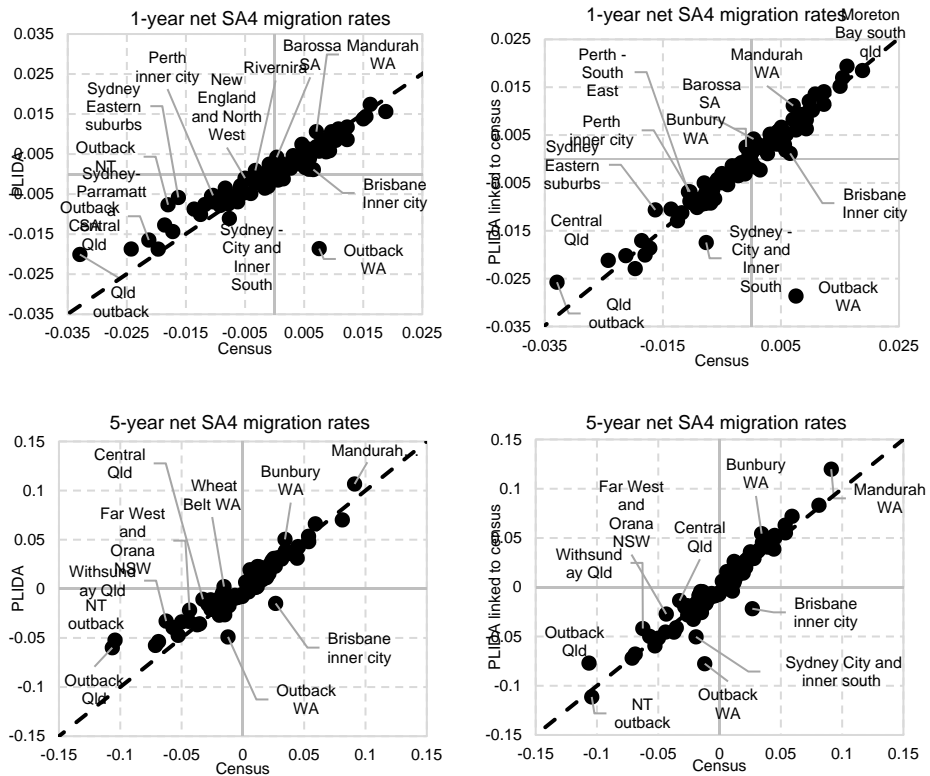 1-year net SA4 migration rates
0.035
0.025
0.015
0.005
-0.005
-0.015
-0.025
-0.035
-0.035
-0.015
0.005
0.025
PLIDA
Census
Sydney
Eastern
suburbs
Perth
inner city
New
England
and North
West
Rivernira
Barossa
SA
Mandurah
WA
Outback
NT
Sydney-
Parramatt
a
Outback
SA
Central
Qld
Qld
outback
Sydney -
City and
Inner
South
Brisbane
Inner city
Outback
WA
1-year net SA4 migration rates
0.025
0.015
0.005
-0.005
-0.015
-0.025
-0.035
-0.035
-0.015
0.005
0.025
PLIDA linked to census
Census
Moreton
Bay south
qld
Perth -
South
East
Mandurah
WA
Barossa
SA
Bunbury
WA
Perth
inner city
Sydney
Eastern
suburbs
Central
Qld
Qld
outback
Sydney -
City and
Inner
South
Brisbane
Inner city
Outback
WA
5-year net SA4 migration rates
0.15
0.1
0.05
0
-0.05
-0.1
-0.15
-0.15
-0.1
-0.05
0
0.05
0.1
0.15
PLIDA
Census
Central
Qld
Wheat
Belt WA
Bunbury
WA
Mandurah
Far West
and
Orana
NSW
Withsund
ay Qld
NT
outback
Outback
Qld
Brisbane
inner city
Outback
WA
5-year net SA4 migration rates
0.15
0.1
0.05
0
-0.05
-0.1
-0.15
-0.15
-0.1
-0.05
0
0.05
0.1
0.15
PLIDA linked to census
Census
Far West
and
Orana
NSW
Bunbury
WA
Mandurah
WA
Central
Qld
Withsund
ay Qld
Outback
Qld
NT
outback
Brisbane
inner city
Sydney City and
inner south
Outback
WA